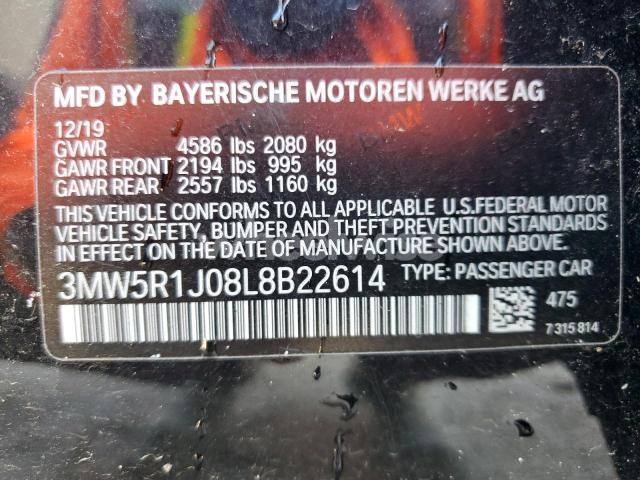 MFD BY BAYERISCHE MOTOREN WERKE AG
12/19
GVWR 4586 lbs 2080 kg
GAWR FRONT 2194 lbs 995 kg
GAWR REAR 2557 lbs 1160 kg
THIS VEHICLE CONFORMS TO ALL APPLICABLE U.S.FEDERAL MOTOR
VEHICLE SAFETY, BUMPER AND THEFT PREVENTION STANDARDS
IN EFFECT ON THE DATE OF MANUFACTURE SHOWN ABOVE.
3MW5R1J08L8B22614 TYPE: PASSENGER CAR
475
7 315 814